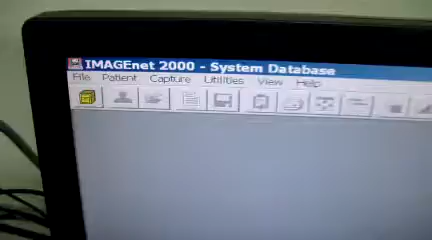 IMAGEnet 2000 - System Database
File Patient Capture Utilities View Help